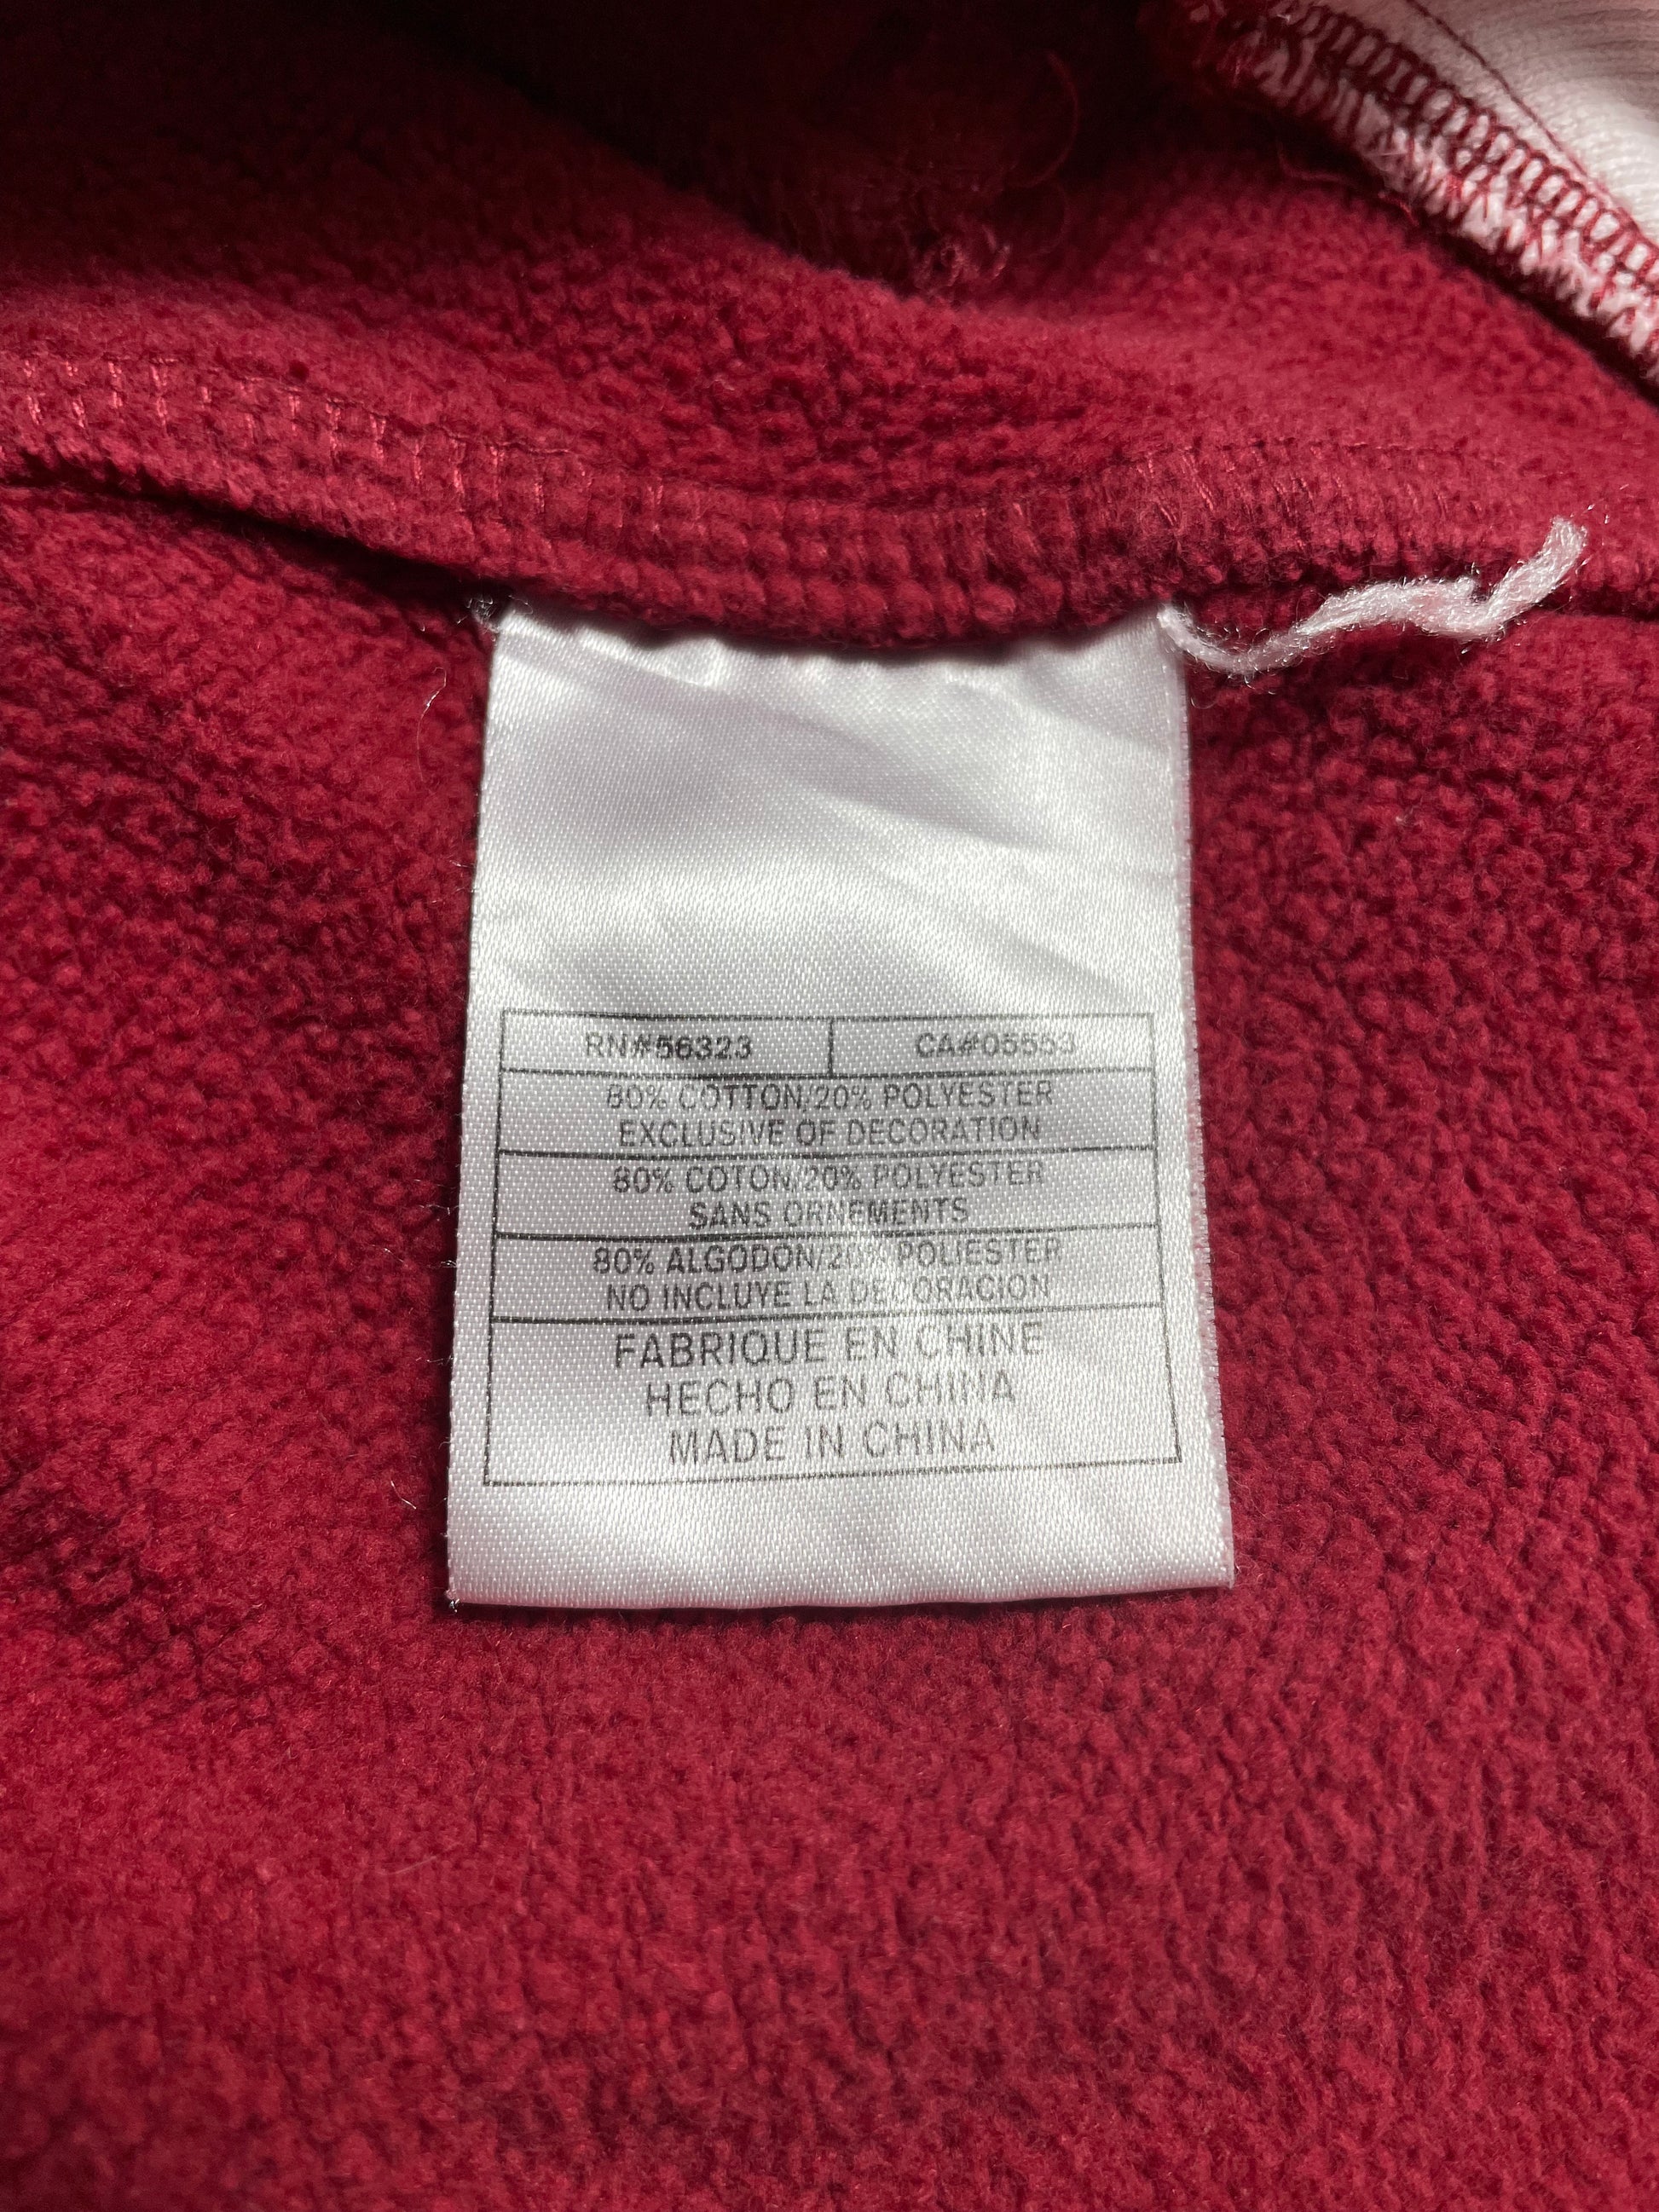 RN#56323 CA#05553
80% COTTON/20% POLYESTER
EXCLUSIVE OF DECORATION
80% COTON/20% POLYESTER
SANS ORNEMENTS
80% ALGODON/20% POLIESTER
NO INCLUYE LA DECORACION
FABRIQUE EN CHINE
HECHO EN CHINA
MADE IN CHINA